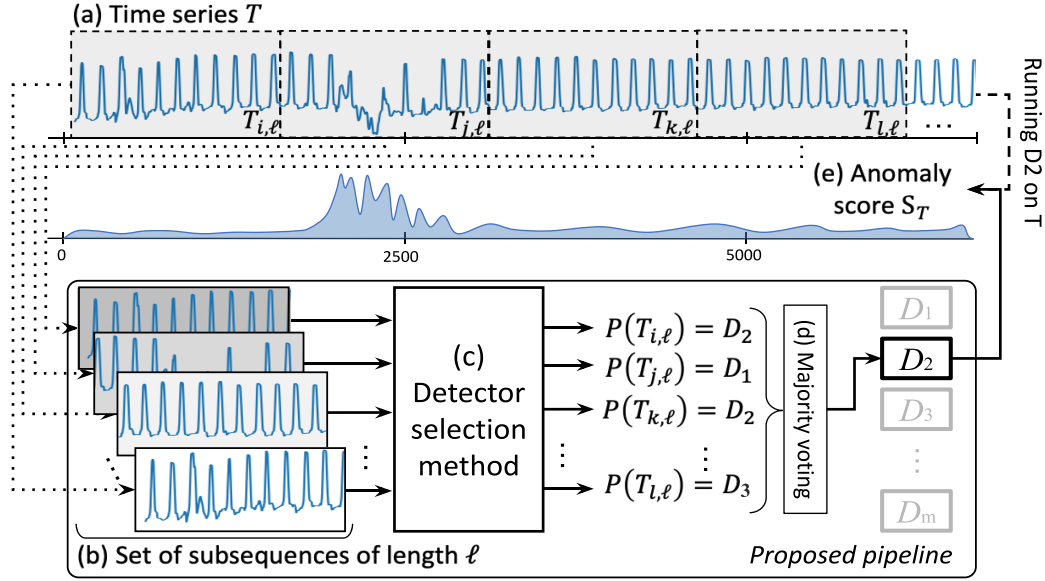 (a) Time series T
T_{i,ℓ} T_{j,ℓ} T_{k,ℓ} T_{l,ℓ} ...
Running D2 on T
(e) Anomaly
score S_T
0 2500 5000
(c)
Detector
selection
method
P(T_{i,ℓ}) = D_2
P(T_{j,ℓ}) = D_1
P(T_{k,ℓ}) = D_2
P(T_{l,ℓ}) = D_3
(d) Majority voting
D_1
D_2
D_3
D_m
(b) Set of subsequences of length ℓ
Proposed pipeline